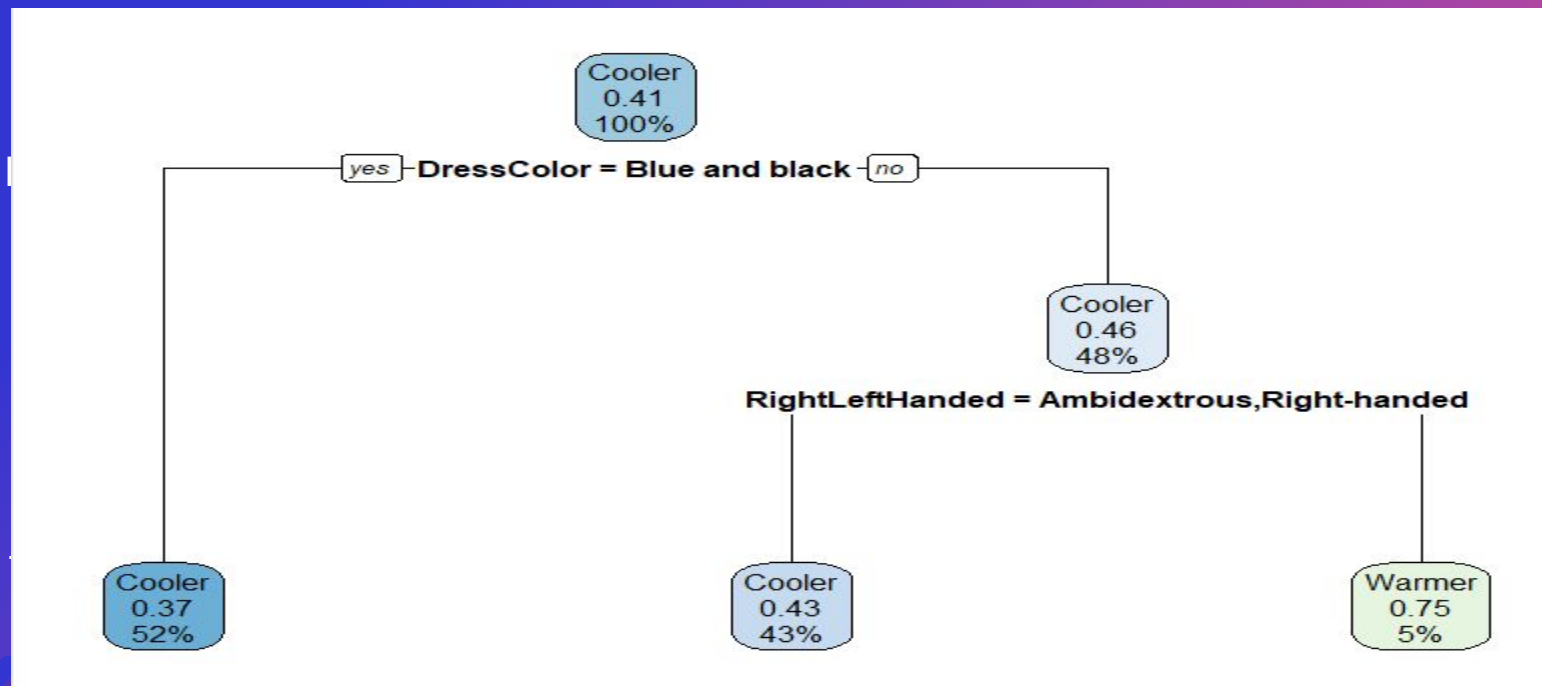 Cooler
0.41
100%
yes DressColor = Blue and black no
Cooler
0.46
48%
RightLeftHanded = Ambidextrous,Right-handed
Cooler
0.37
52%
Cooler
0.43
43%
Warmer
0.75
5%